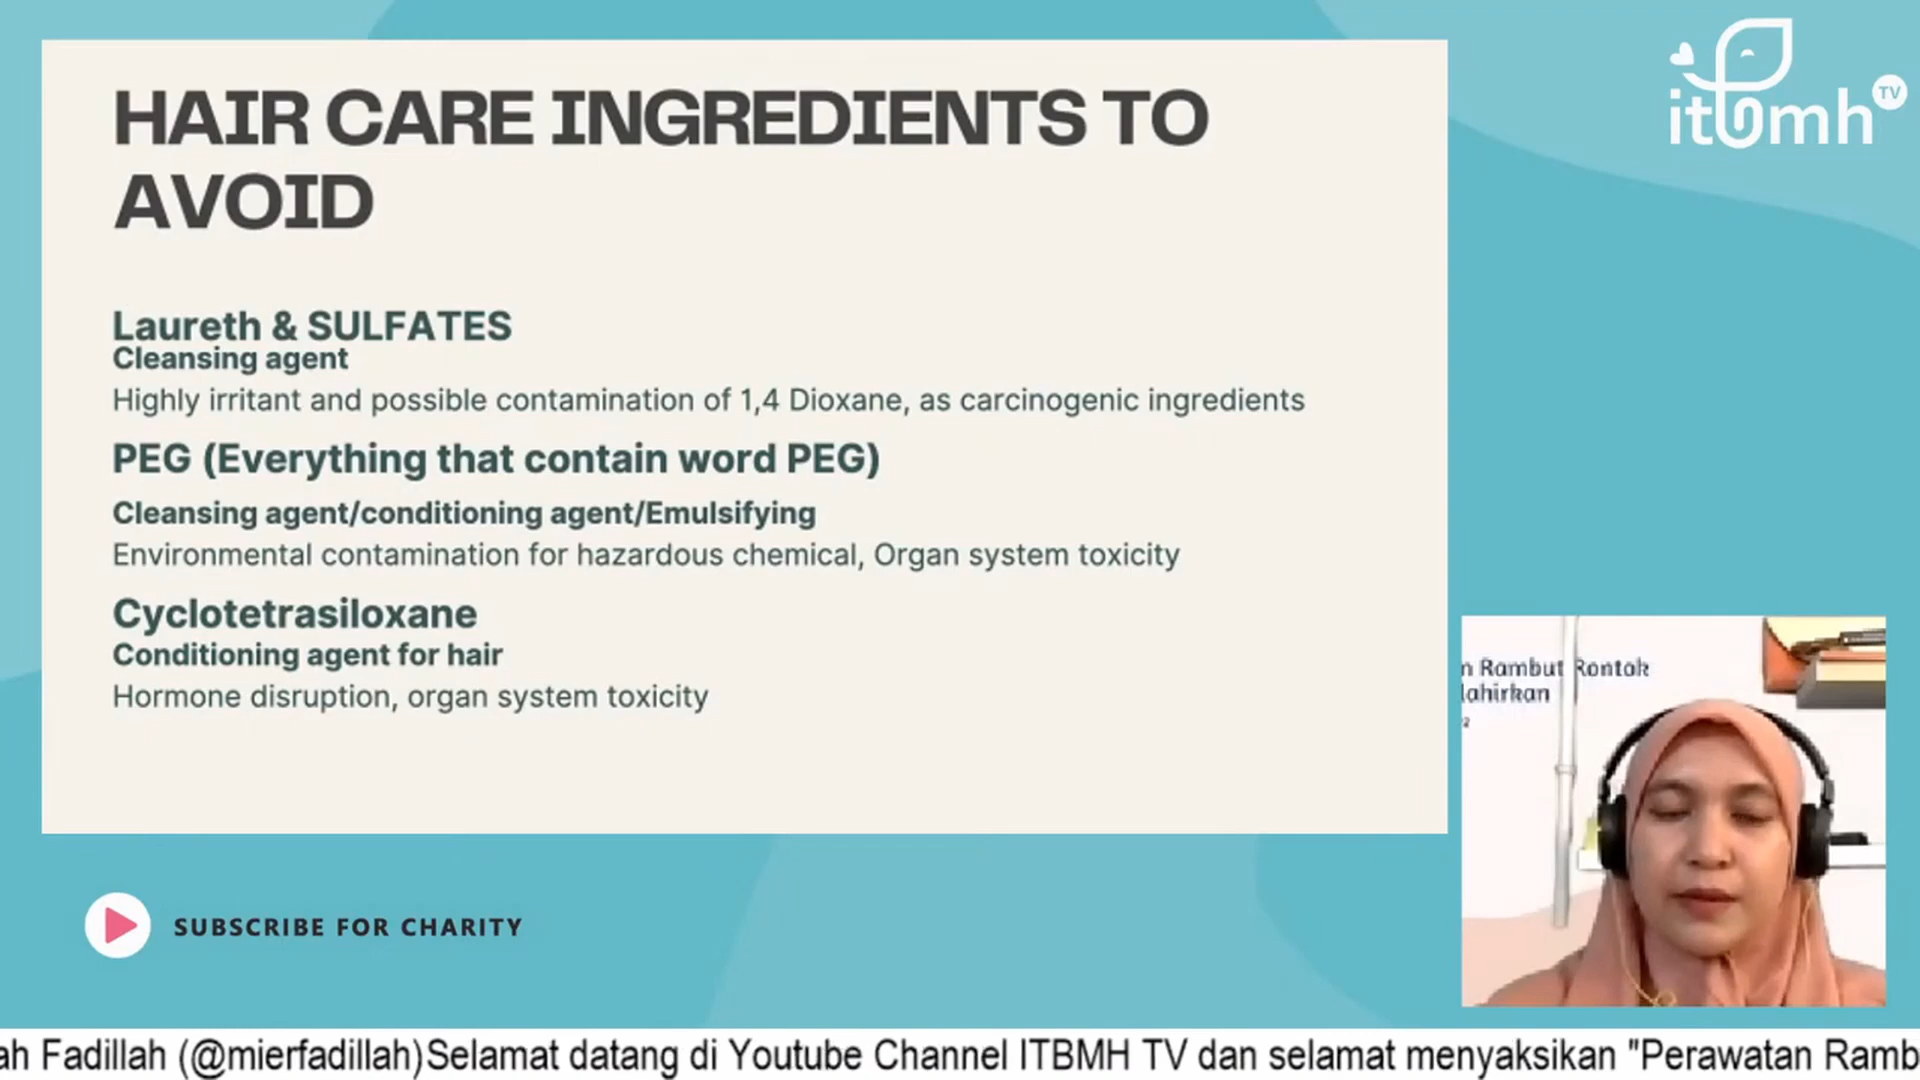 HAIR CARE INGREDIENTS TO
AVOID
Laureth & SULFATES
Cleansing agent
Highly irritant and possible contamination of 1,4 Dioxane, as carcinogenic ingredients
PEG (Everything that contain word PEG)
Cleansing agent/conditioning agent/Emulsifying
Environmental contamination for hazardous chemical, Organ system toxicity
Cyclotetrasiloxane
Conditioning agent for hair
Hormone disruption, organ system toxicity
itbmh TV
n Rambut Rontok
lahirkan
SUBSCRIBE FOR CHARITY
ah Fadillah (@mierfadillah)Selamat datang di Youtube Channel ITBMH TV dan selamat menyaksikan "Perawatan Ramb